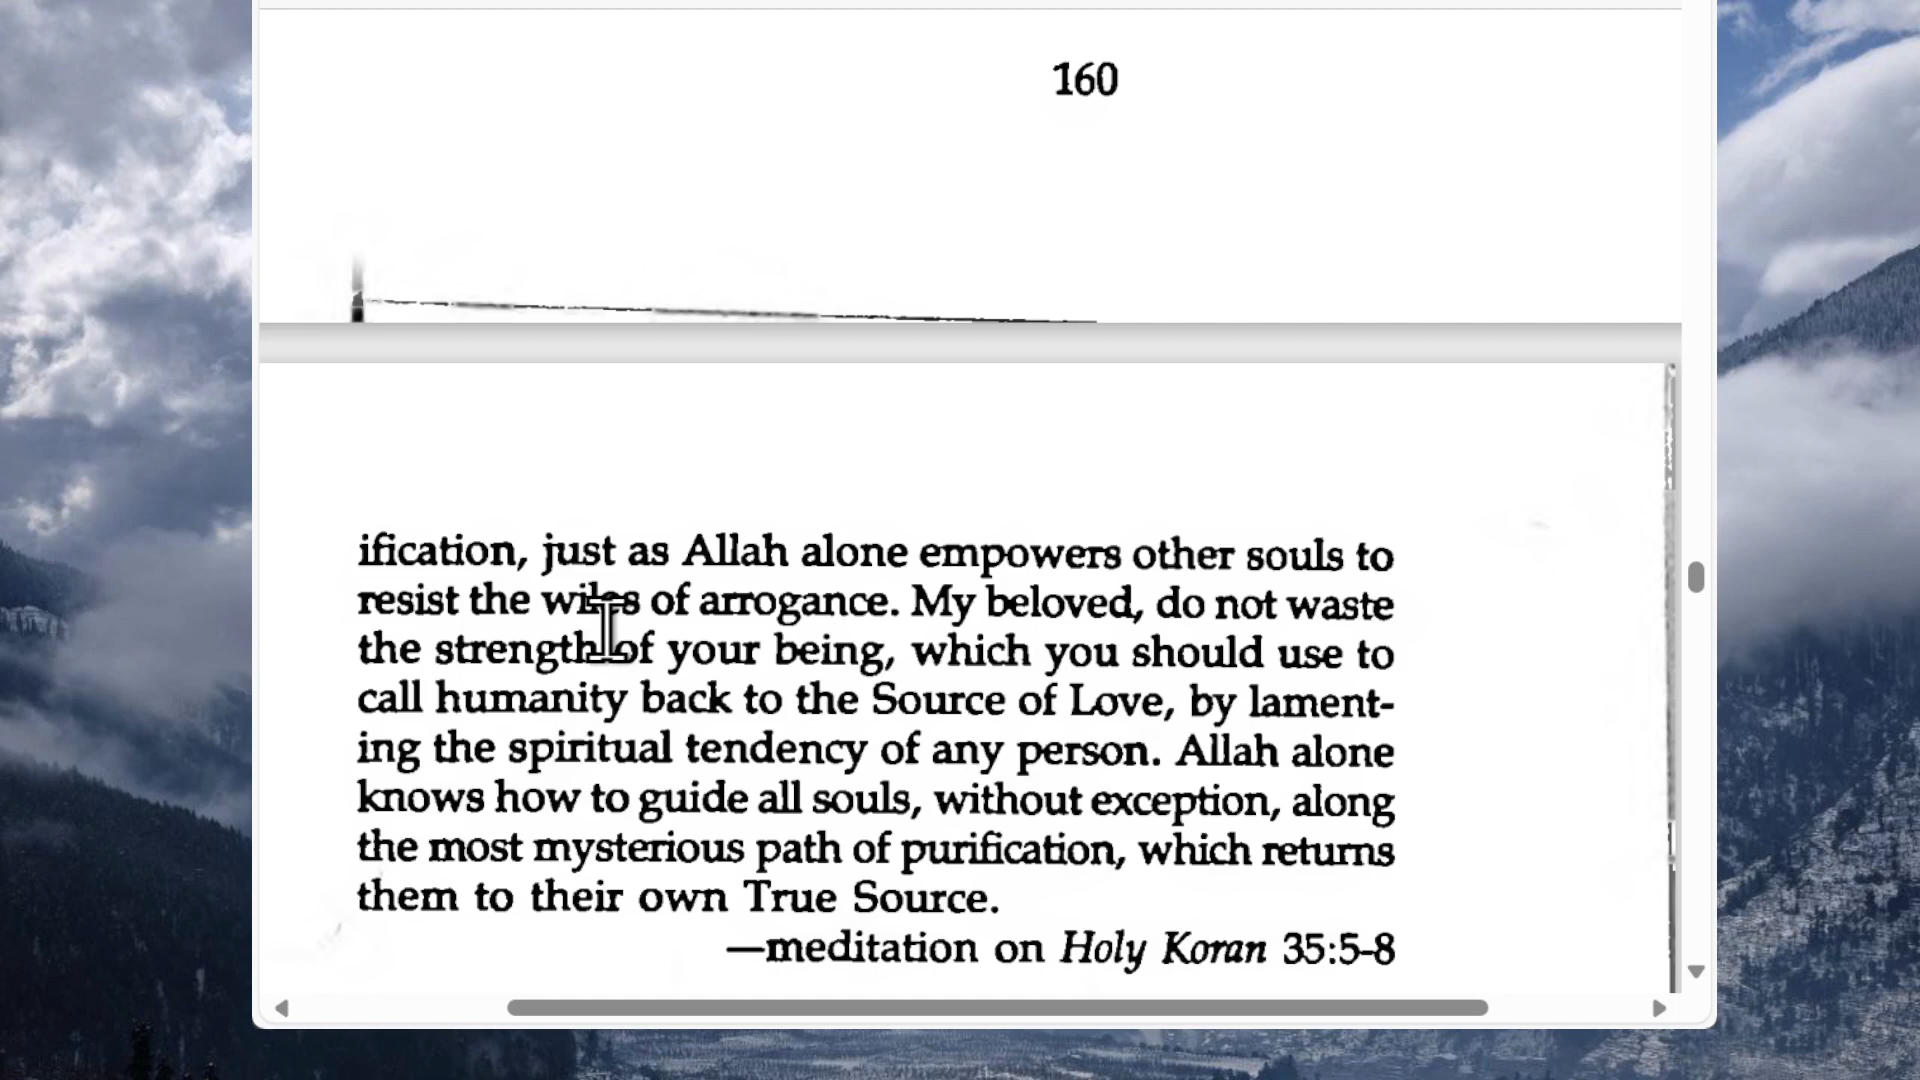 160
ification, just as Allah alone empowers other souls to
resist the wiles of arrogance. My beloved, do not waste
the strength of your being, which you should use to
call humanity back to the Source of Love, by lament-
ing the spiritual tendency of any person. Allah alone
knows how to guide all souls, without exception, along
the most mysterious path of purification, which returns
them to their own True Source.
—meditation on Holy Koran 35:5-8